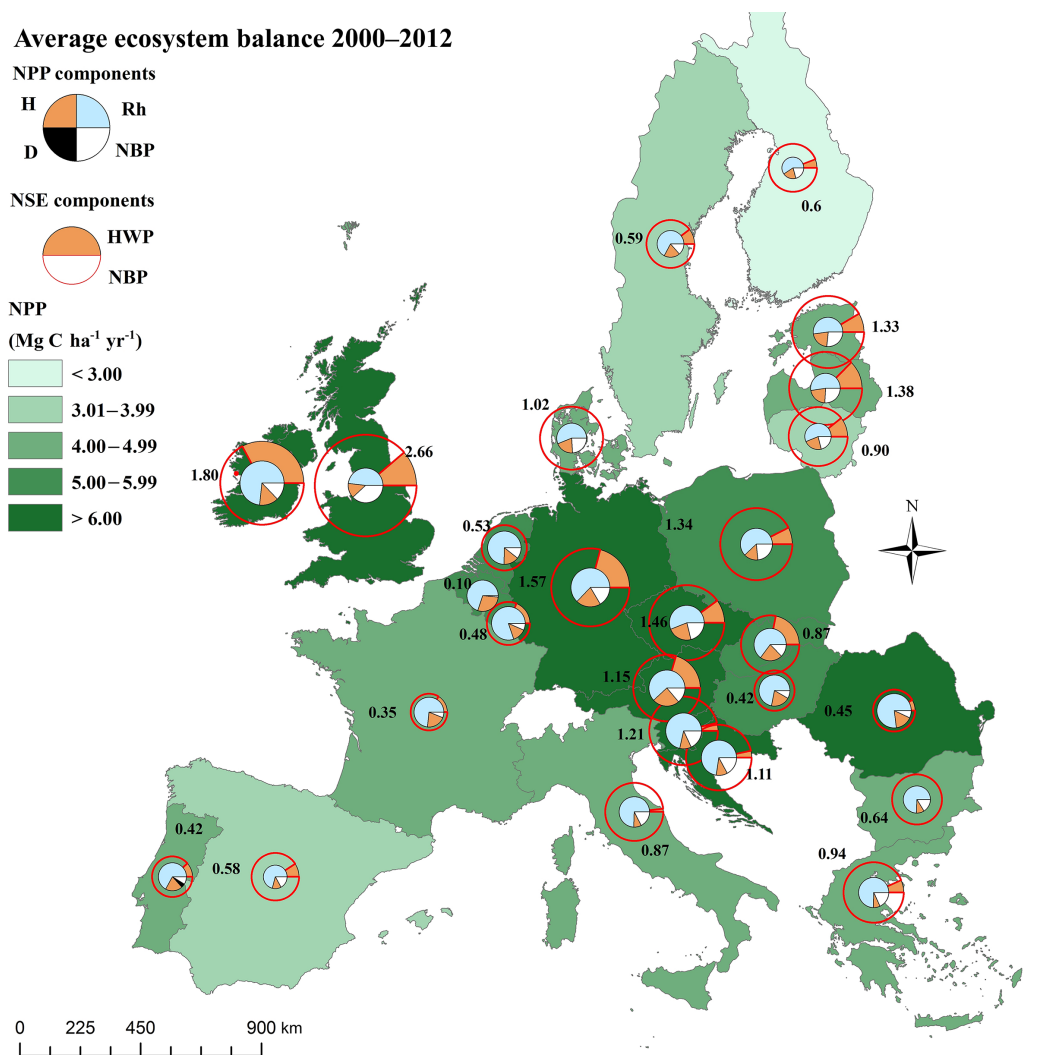 Average ecosystem balance 2000–2012
NPP components
H
Rh
D
NBP
NSE components
HWP
NBP
NPP
(Mg C ha⁻¹ yr⁻¹)
< 3.00
3.01–3.99
4.00–4.99
5.00–5.99
> 6.00
0.6
0.59
1.33
1.38
0.90
1.02
2.66
1.80
0.53
1.34
N
0.10
1.57
0.48
1.46
0.87
1.15
0.42
0.35
0.45
1.21
1.11
0.64
0.42
0.87
0.94
0.58
0 225 450 900 km